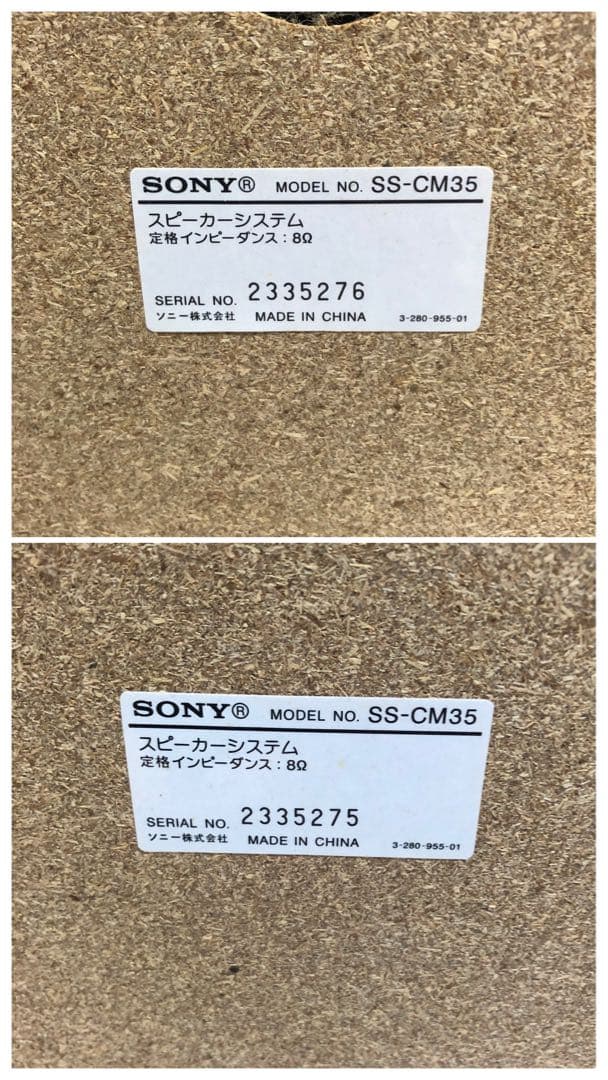 SONY® MODEL NO. SS-CM35
スピーカーシステム
定格インピーダンス：8Ω
SERIAL NO. 2335276
ソニー株式会社 MADE IN CHINA 3-280-955-01
SONY® MODEL NO. SS-CM35
スピーカーシステム
定格インピーダンス：8Ω
SERIAL NO. 2335275
ソニー株式会社 MADE IN CHINA 3-280-955-01